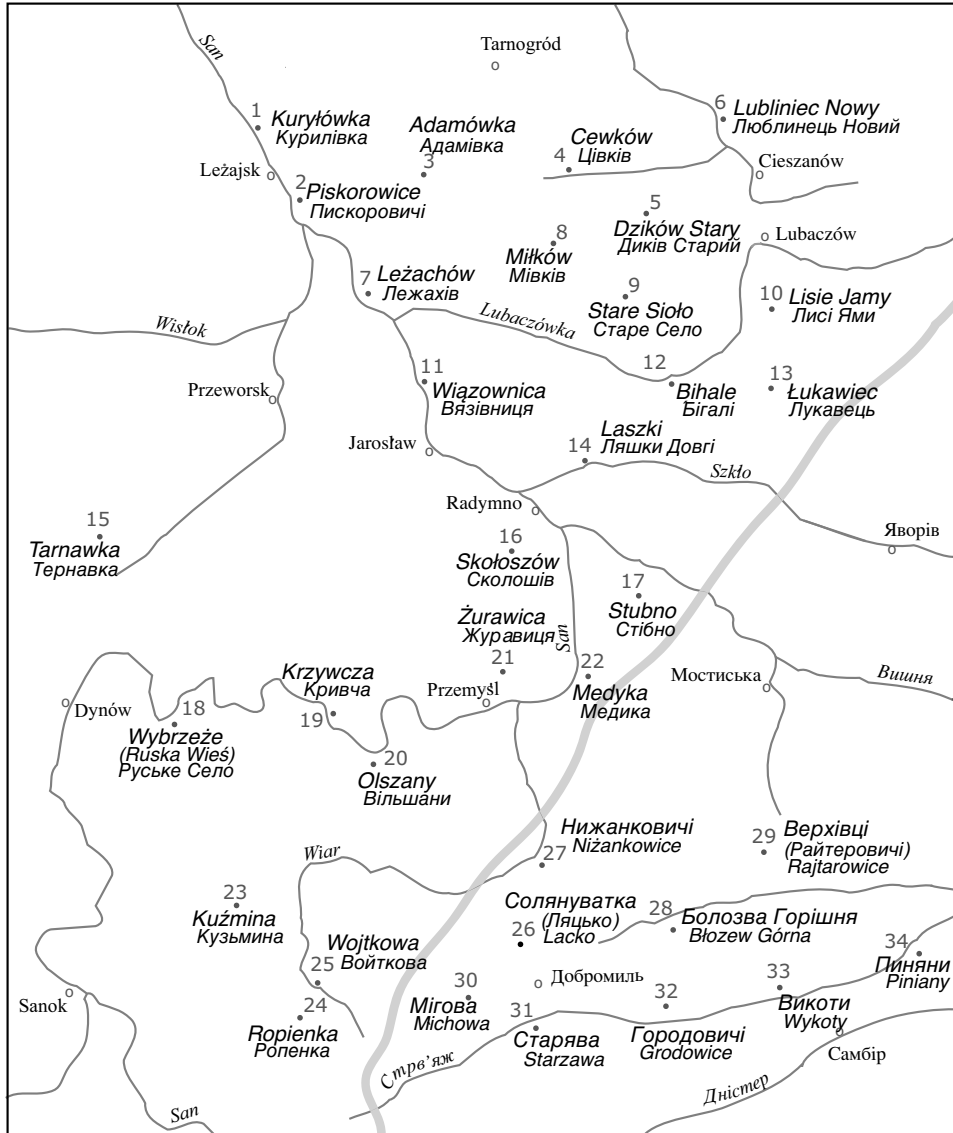 San
Tarnogród
1
Kuryłówka
Курилівка
Adamówka
Адамівка
3
Cewków
Ців­ків
4
6
Lubliniec Nowy
Люблинець Новий
Leżajsk
Cieszanów
2
Piskorowice
Пискоровичі
5
Dzików Stary
Диків Старий
8
Miłków
Мівків
Lubaczów
7
Leżachów
Лежахів
9
Stare Sioło
Старе Село
10
Lisie Jamy
Лисі Ями
Wisłok
Lubaczówka
11
Wiązownica
Вязівниця
12
Bihale
Бігалі
13
Łukawiec
Лукавець
Przeworsk
Jarosław
14
Laszki
Ляшки Довгі
Szkło
Radymno
Яворів
15
Tarnawka
Тернавка
16
Skołoszów
Сколошів
17
Stubno
Стібно
Żurawica
Журавиця
21
San
22
Medyka
Медика
Мостиська
Вишня
Krzywcza
Кривча
19
Przemyśl
Dynów
18
Wybrzeże
(Ruska Wieś)
Руське Село
20
Olszany
Вільшани
Wiar
Нижанковичі
Niżankowice
27
29
Верхівці
(Райтеровичі)
Rajtarowice
23
Kuźmina
Кузьмина
Солянуватка
(Ляцько)
Lacko
26
28
Болозва Горішня
Błozew Górna
Wojtkowa
Войткова
25
34
Пиняни
Piniany
Sanok
24
Ropienka
Ропенка
30
Мігова
Michowa
Добромиль
31
Старява
Starzawa
32
Городовичі
Grodowice
33
Викоти
Wykoty
Самбір
Стрв’яж
Дністер
San